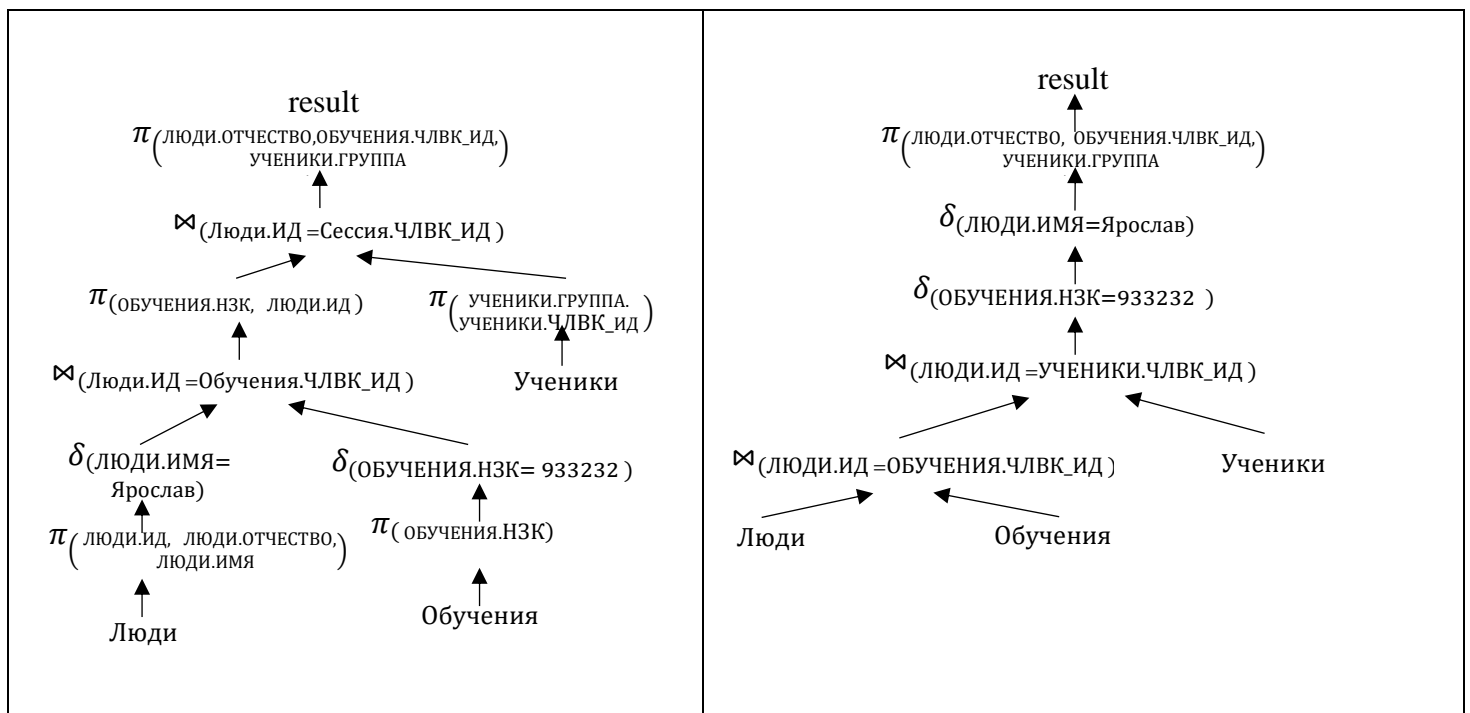 result
π(ЛЮДИ.ОТЧЕСТВО,ОБУЧЕНИЯ.ЧЛВК_ИД,
УЧЕНИКИ.ГРУППА)
⋈(Люди.ИД =Сессия.ЧЛВК_ИД )
π(ОБУЧЕНИЯ.НЗК, ЛЮДИ.ИД )
π(УЧЕНИКИ.ГРУППА.
УЧЕНИКИ.ЧЛВК_ИД)
⋈(Люди.ИД =Обучения.ЧЛВК_ИД )
Ученики
δ(ЛЮДИ.ИМЯ=
Ярослав)
δ(ОБУЧЕНИЯ.НЗК= 933232 )
π( ЛЮДИ.ИД, ЛЮДИ.ОТЧЕСТВО,
ЛЮДИ.ИМЯ)
π( ОБУЧЕНИЯ.НЗК)
Люди
Обучения
result
π(ЛЮДИ.ОТЧЕСТВО, ОБУЧЕНИЯ.ЧЛВК_ИД,
УЧЕНИКИ.ГРУППА)
δ(ЛЮДИ.ИМЯ=Ярослав)
δ(ОБУЧЕНИЯ.НЗК=933232 )
⋈(ЛЮДИ.ИД =УЧЕНИКИ.ЧЛВК_ИД )
⋈(ЛЮДИ.ИД =ОБУЧЕНИЯ.ЧЛВК_ИД )
Ученики
Люди
Обучения